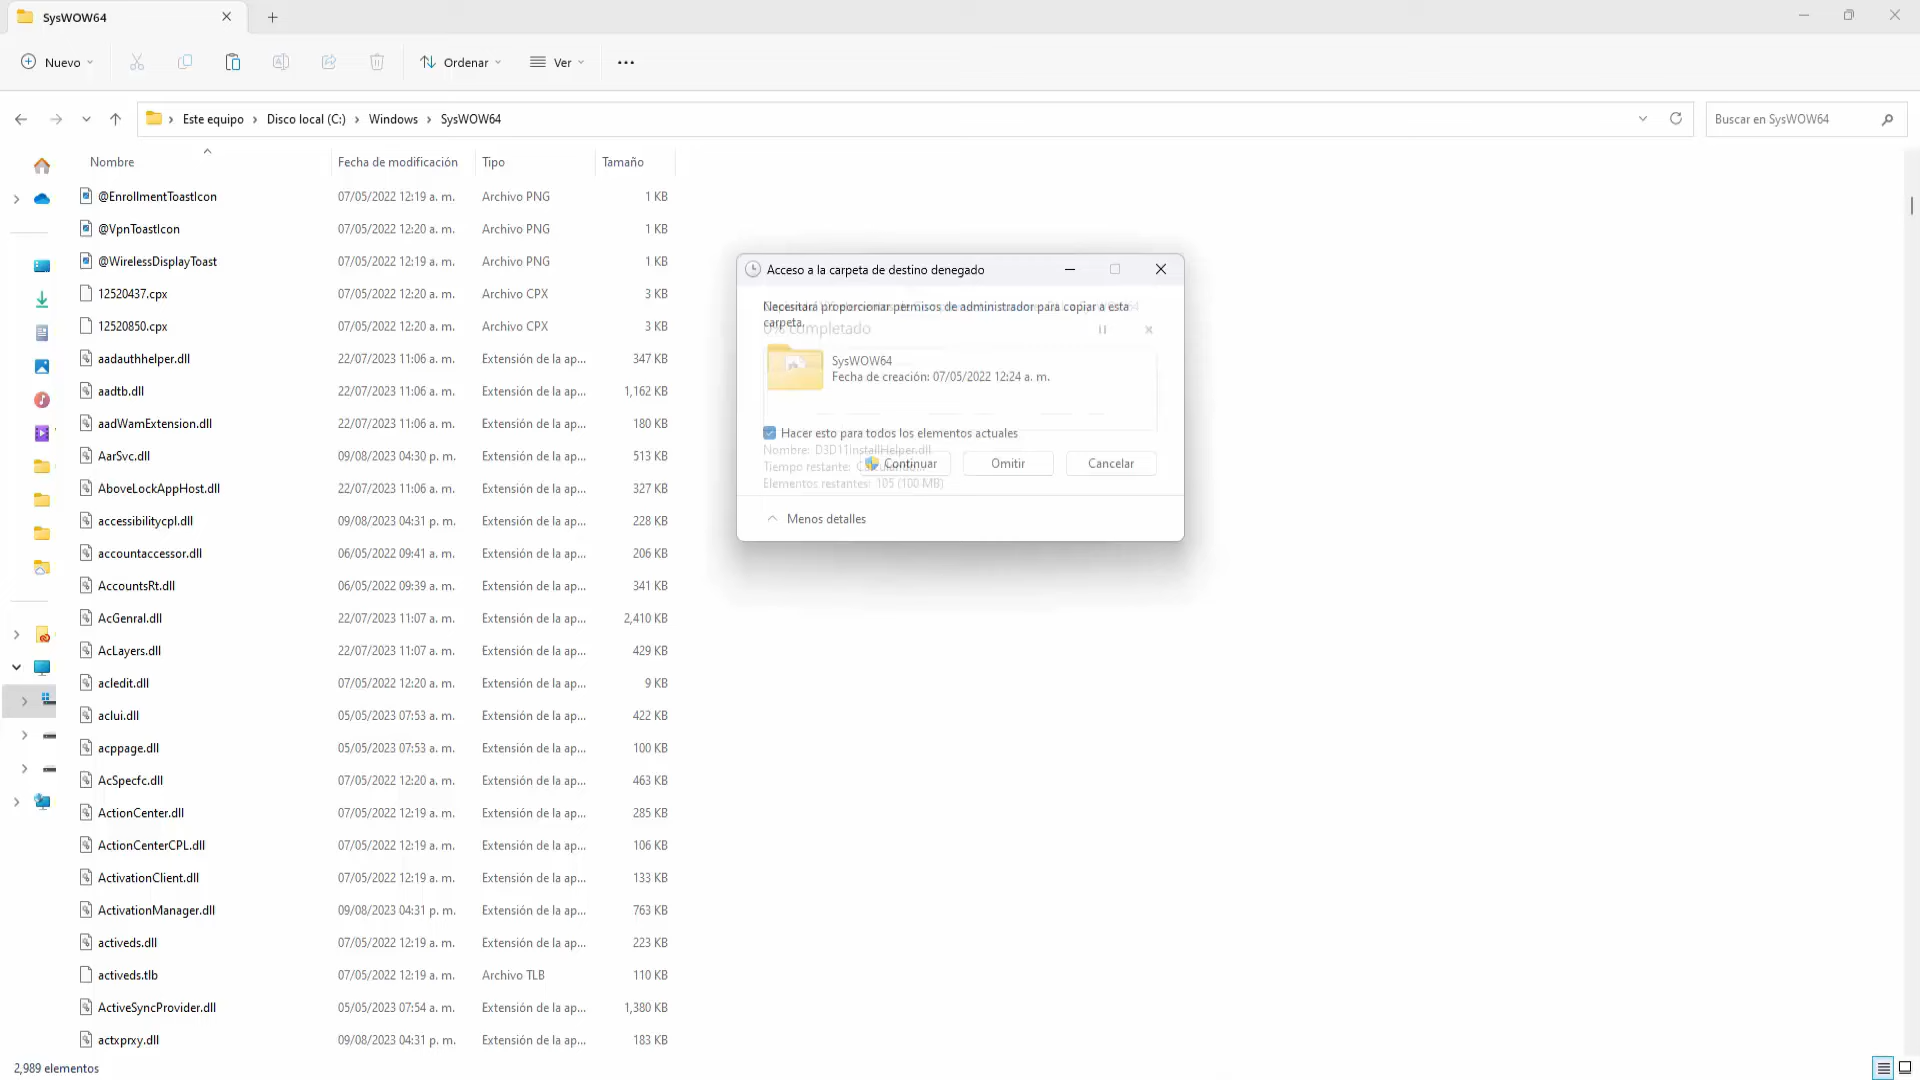 SysWOW64
Nuevo
Ordenar
Ver
Este equipo
Disco local (C:)
Windows
SysWOW64
Buscar en SysWOW64
Nombre Fecha de modificación Tipo Tamaño
@EnrollmentToastIcon 07/05/2022 12:19 a. m. Archivo PNG 1 KB
@VpnToastIcon 07/05/2022 12:20 a. m. Archivo PNG 1 KB
@WirelessDisplayToast 07/05/2022 12:19 a. m. Archivo PNG 1 KB
12520437.cpx 07/05/2022 12:20 a. m. Archivo CPX 3 KB
12520850.cpx 07/05/2022 12:20 a. m. Archivo CPX 3 KB
aadauthhelper.dll 22/07/2023 11:06 a. m. Extensión de la ap... 347 KB
aadtb.dll 22/07/2023 11:06 a. m. Extensión de la ap... 1,162 KB
aadWamExtension.dll 22/07/2023 11:06 a. m. Extensión de la ap... 180 KB
AarSvc.dll 09/08/2023 04:30 p. m. Extensión de la ap... 513 KB
AboveLockAppHost.dll 22/07/2023 11:06 a. m. Extensión de la ap... 327 KB
accessibilitycpl.dll 09/08/2023 04:31 p. m. Extensión de la ap... 228 KB
accountaccessor.dll 06/05/2022 09:41 a. m. Extensión de la ap... 206 KB
AccountsRt.dll 06/05/2022 09:39 a. m. Extensión de la ap... 341 KB
AcGenral.dll 22/07/2023 11:07 a. m. Extensión de la ap... 2,410 KB
AcLayers.dll 22/07/2023 11:07 a. m. Extensión de la ap... 429 KB
acledit.dll 07/05/2022 12:20 a. m. Extensión de la ap... 9 KB
aclui.dll 05/05/2023 07:53 a. m. Extensión de la ap... 422 KB
acppage.dll 05/05/2023 07:53 a. m. Extensión de la ap... 100 KB
AcSpecfc.dll 07/05/2022 12:20 a. m. Extensión de la ap... 463 KB
ActionCenter.dll 07/05/2022 12:19 a. m. Extensión de la ap... 285 KB
ActionCenterCPL.dll 07/05/2022 12:19 a. m. Extensión de la ap... 106 KB
ActivationClient.dll 07/05/2022 12:19 a. m. Extensión de la ap... 133 KB
ActivationManager.dll 09/08/2023 04:31 p. m. Extensión de la ap... 763 KB
activeds.dll 07/05/2022 12:19 a. m. Extensión de la ap... 223 KB
activeds.tlb 07/05/2022 12:19 a. m. Archivo TLB 110 KB
ActiveSyncProvider.dll 05/05/2023 07:54 a. m. Extensión de la ap... 1,380 KB
actxprxy.dll 09/08/2023 04:31 p. m. Extensión de la ap... 183 KB
2,989 elementos
Acceso a la carpeta de destino denegado
Necesitará proporcionar permisos de administrador para copiar a esta
carpeta.
0% completado
SysWOW64
Fecha de creación: 07/05/2022 12:24 a. m.
Hacer esto para todos los elementos actuales
Nombre: D3D11InstallHelper.dll
Tiempo restante:
Continuar
Omitir
Cancelar
Elementos restantes: 105 (100 MB)
Menos detalles